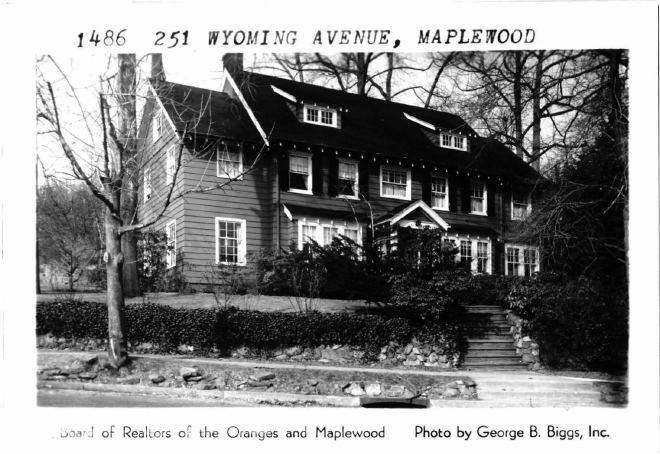 1486 251 WYOMING AVENUE, MAPLEWOOD
Board of Realtors of the Oranges and Maplewood Photo by George B. Biggs, Inc.